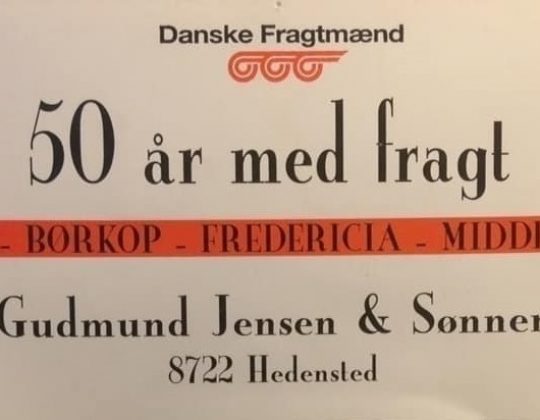 Danske Fragtmænd
50 år med fragt
- BØRKOP - FREDERICIA - MIDD
Gudmund Jensen & Sønner
8722 Hedensted